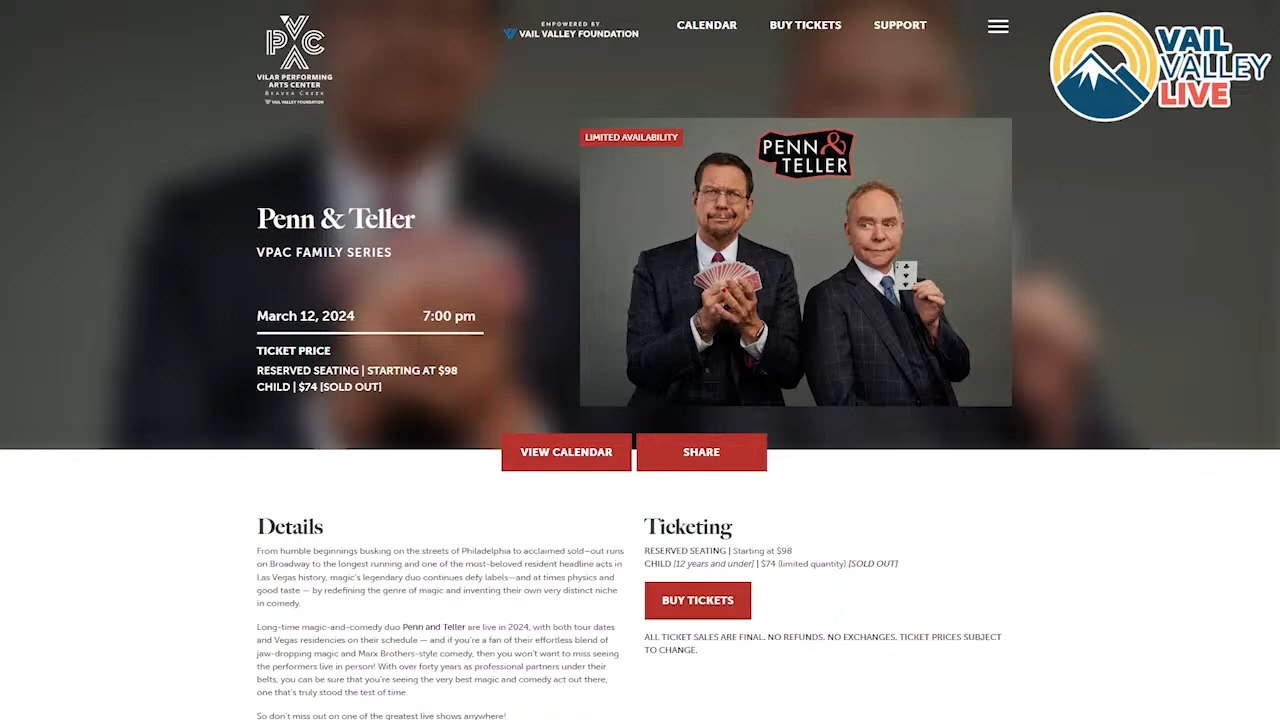 PXC
VILAR PERFORMING
ARTS CENTER
BEAVER CREEK
VAIL VALLEY FOUNDATION
EMPOWERED BY
VAIL VALLEY FOUNDATION
CALENDAR
BUY TICKETS
SUPPORT
VAIL
VALLEY
LIVE
LIMITED AVAILABILITY
PENN &
TELLER
Penn & Teller
VPAC FAMILY SERIES
March 12, 2024 7:00 pm
TICKET PRICE
RESERVED SEATING | STARTING AT $98
CHILD | $74 [SOLD OUT]
VIEW CALENDAR
SHARE
Details
From humble beginnings busking on the streets of Philadelphia to acclaimed sold—out runs
on Broadway to the longest running and one of the most-beloved resident headline acts in
Las Vegas history, magic's legendary duo continues defy labels—and at times physics and
good taste — by redefining the genre of magic and inventing their own very distinct niche
in comedy.
Long-time magic-and-comedy duo Penn and Teller are live in 2024, with both tour dates
and Vegas residencies on their schedule — and if you're a fan of their effortless blend of
jaw-dropping magic and Marx Brothers-style comedy, then you won't want to miss seeing
the performers live in person! With over forty years as professional partners under their
belts, you can be sure that you're seeing the very best magic and comedy act out there,
one that's truly stood the test of time.
So don't miss out on one of the greatest live shows anywhere!
Ticketing
RESERVED SEATING | Starting at $98
CHILD [12 years and under] | $74 (limited quantity) [SOLD OUT]
BUY TICKETS
ALL TICKET SALES ARE FINAL. NO REFUNDS. NO EXCHANGES. TICKET PRICES SUBJECT
TO CHANGE.